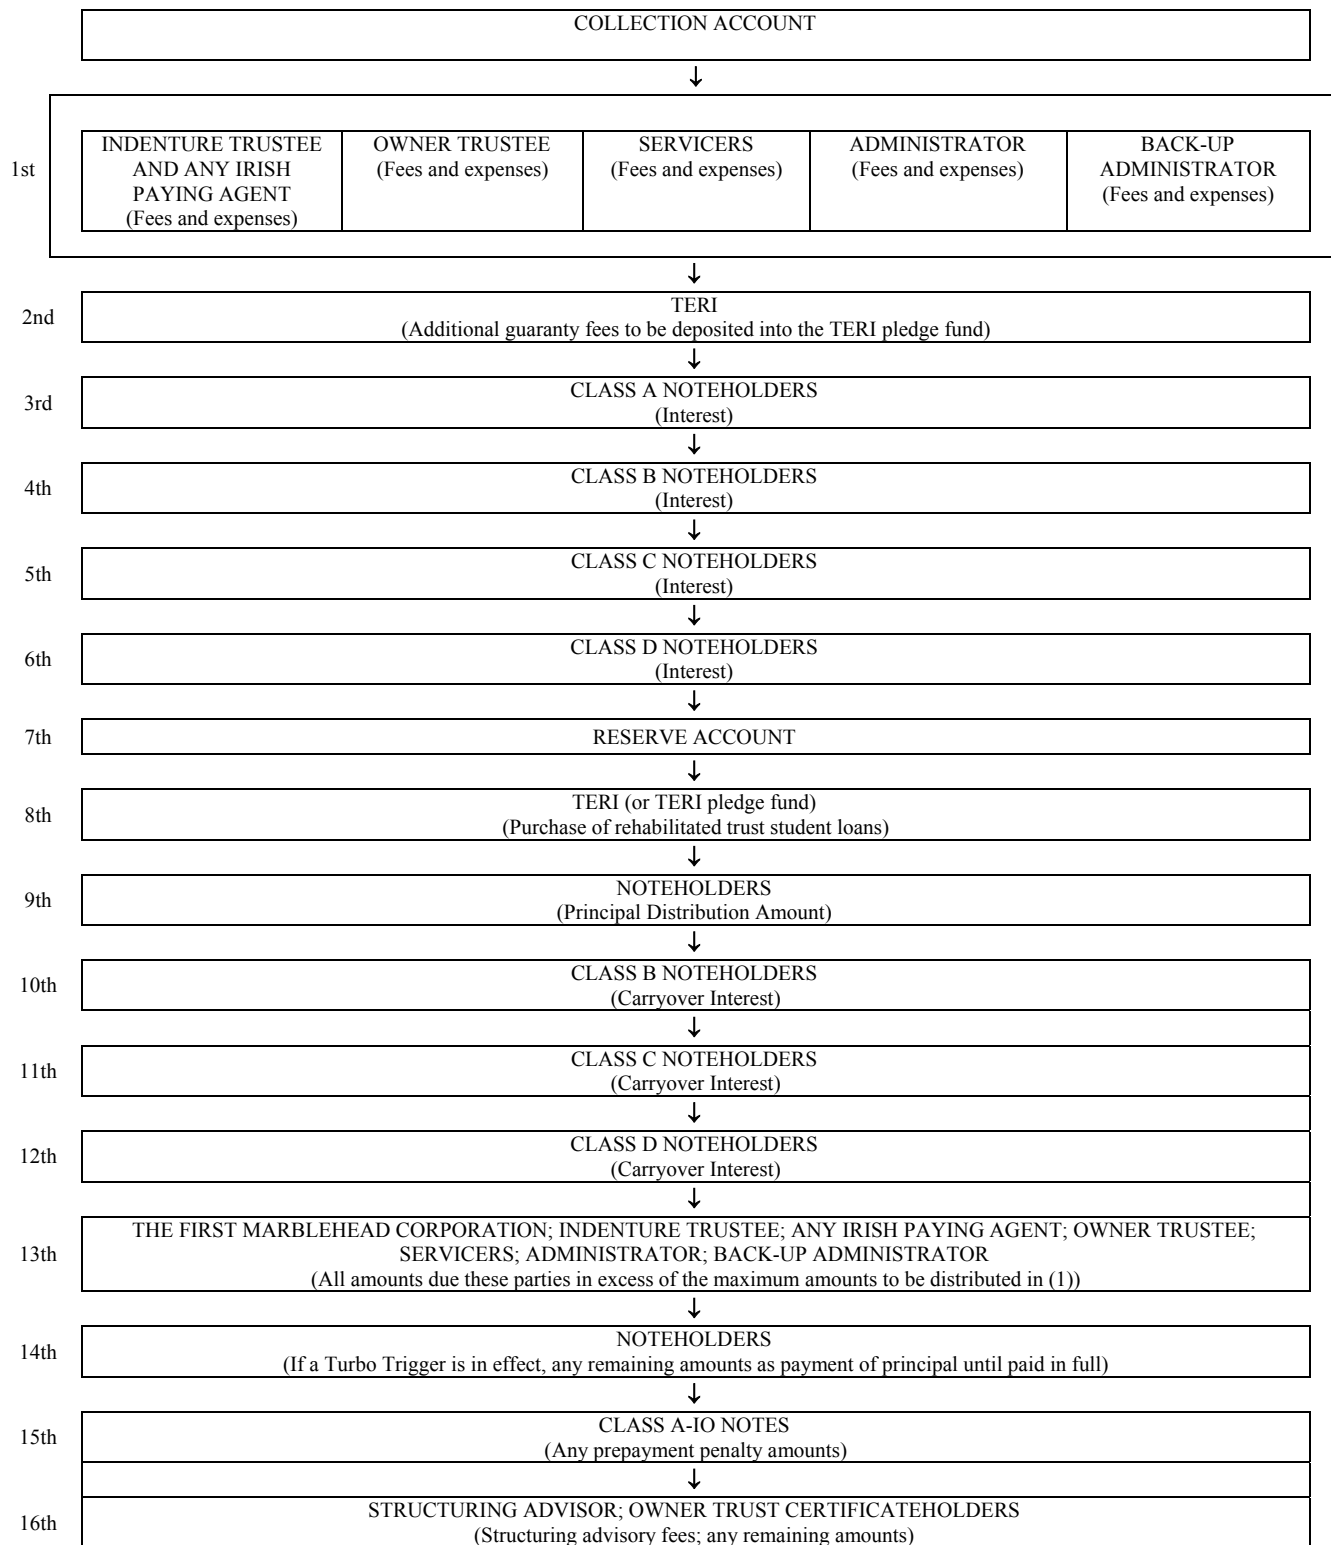 COLLECTION ACCOUNT
↓
1st
INDENTURE TRUSTEE
AND ANY IRISH
PAYING AGENT
(Fees and expenses)
OWNER TRUSTEE
(Fees and expenses)
SERVICERS
(Fees and expenses)
ADMINISTRATOR
(Fees and expenses)
BACK-UP
ADMINISTRATOR
(Fees and expenses)
↓
2nd
TERI
(Additional guaranty fees to be deposited into the TERI pledge fund)
↓
3rd
CLASS A NOTEHOLDERS
(Interest)
↓
4th
CLASS B NOTEHOLDERS
(Interest)
↓
5th
CLASS C NOTEHOLDERS
(Interest)
↓
6th
CLASS D NOTEHOLDERS
(Interest)
↓
7th
RESERVE ACCOUNT
↓
8th
TERI (or TERI pledge fund)
(Purchase of rehabilitated trust student loans)
↓
9th
NOTEHOLDERS
(Principal Distribution Amount)
↓
10th
CLASS B NOTEHOLDERS
(Carryover Interest)
↓
11th
CLASS C NOTEHOLDERS
(Carryover Interest)
↓
12th
CLASS D NOTEHOLDERS
(Carryover Interest)
↓
13th
THE FIRST MARBLEHEAD CORPORATION; INDENTURE TRUSTEE; ANY IRISH PAYING AGENT; OWNER TRUSTEE;
SERVICERS; ADMINISTRATOR; BACK-UP ADMINISTRATOR
(All amounts due these parties in excess of the maximum amounts to be distributed in (1))
↓
14th
NOTEHOLDERS
(If a Turbo Trigger is in effect, any remaining amounts as payment of principal until paid in full)
↓
15th
CLASS A-IO NOTES
(Any prepayment penalty amounts)
↓
16th
STRUCTURING ADVISOR; OWNER TRUST CERTIFICATEHOLDERS
(Structuring advisory fees; any remaining amounts)